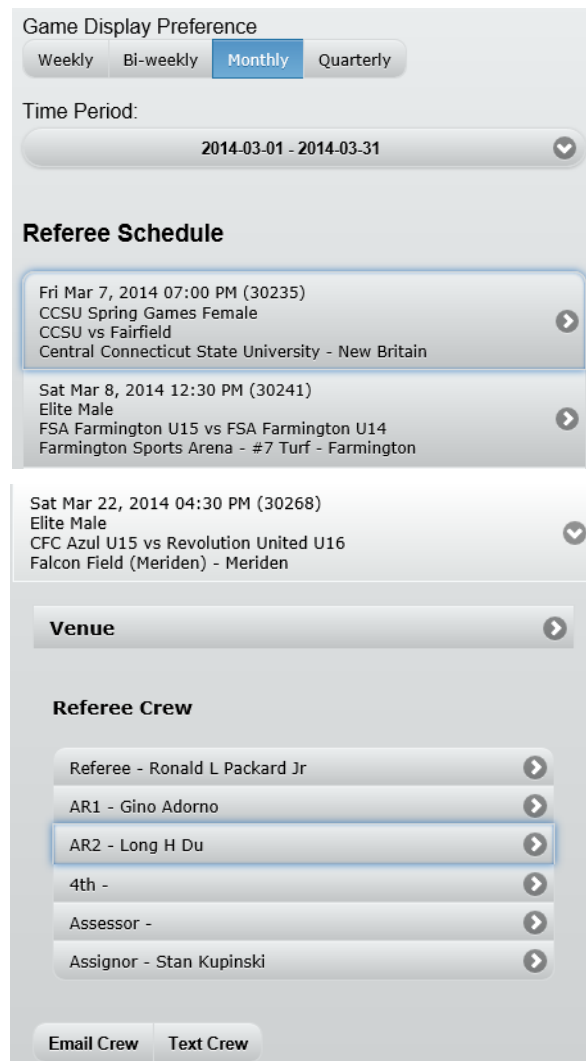 Game Display Preference
Weekly Bi-weekly Monthly Quarterly
Time Period:
2014-03-01 - 2014-03-31
Referee Schedule
Fri Mar 7, 2014 07:00 PM (30235)
CCSU Spring Games Female
CCSU vs Fairfield
Central Connecticut State University - New Britain
Sat Mar 8, 2014 12:30 PM (30241)
Elite Male
FSA Farmington U15 vs FSA Farmington U14
Farmington Sports Arena - #7 Turf - Farmington
Sat Mar 22, 2014 04:30 PM (30268)
Elite Male
CFC Azul U15 vs Revolution United U16
Falcon Field (Meriden) - Meriden
Venue
Referee Crew
Referee - Ronald L Packard Jr
AR1 - Gino Adorno
AR2 - Long H Du
4th -
Assessor -
Assignor - Stan Kupinski
Email Crew Text Crew